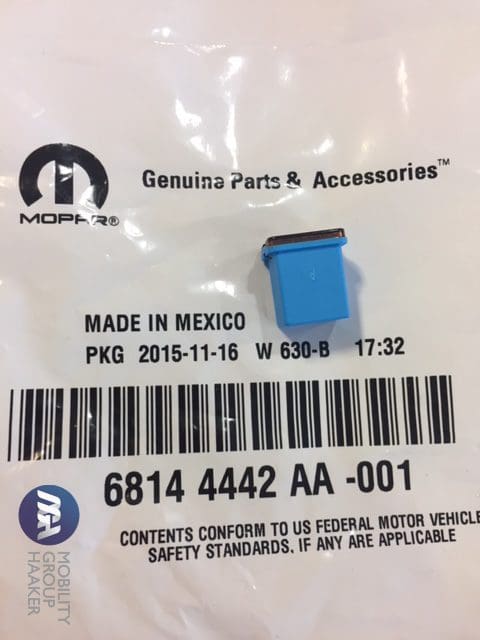 Genuine Parts & Accessories™
MOPAR®
MADE IN MEXICO
PKG 2015-11-16 W 630-B 17:32
6814 4442 AA -001
CONTENTS CONFORM TO US FEDERAL MOTOR VEHICLE
SAFETY STANDARDS, IF ANY ARE APPLICABLE
MOBILITY
GROUP
HAAKER